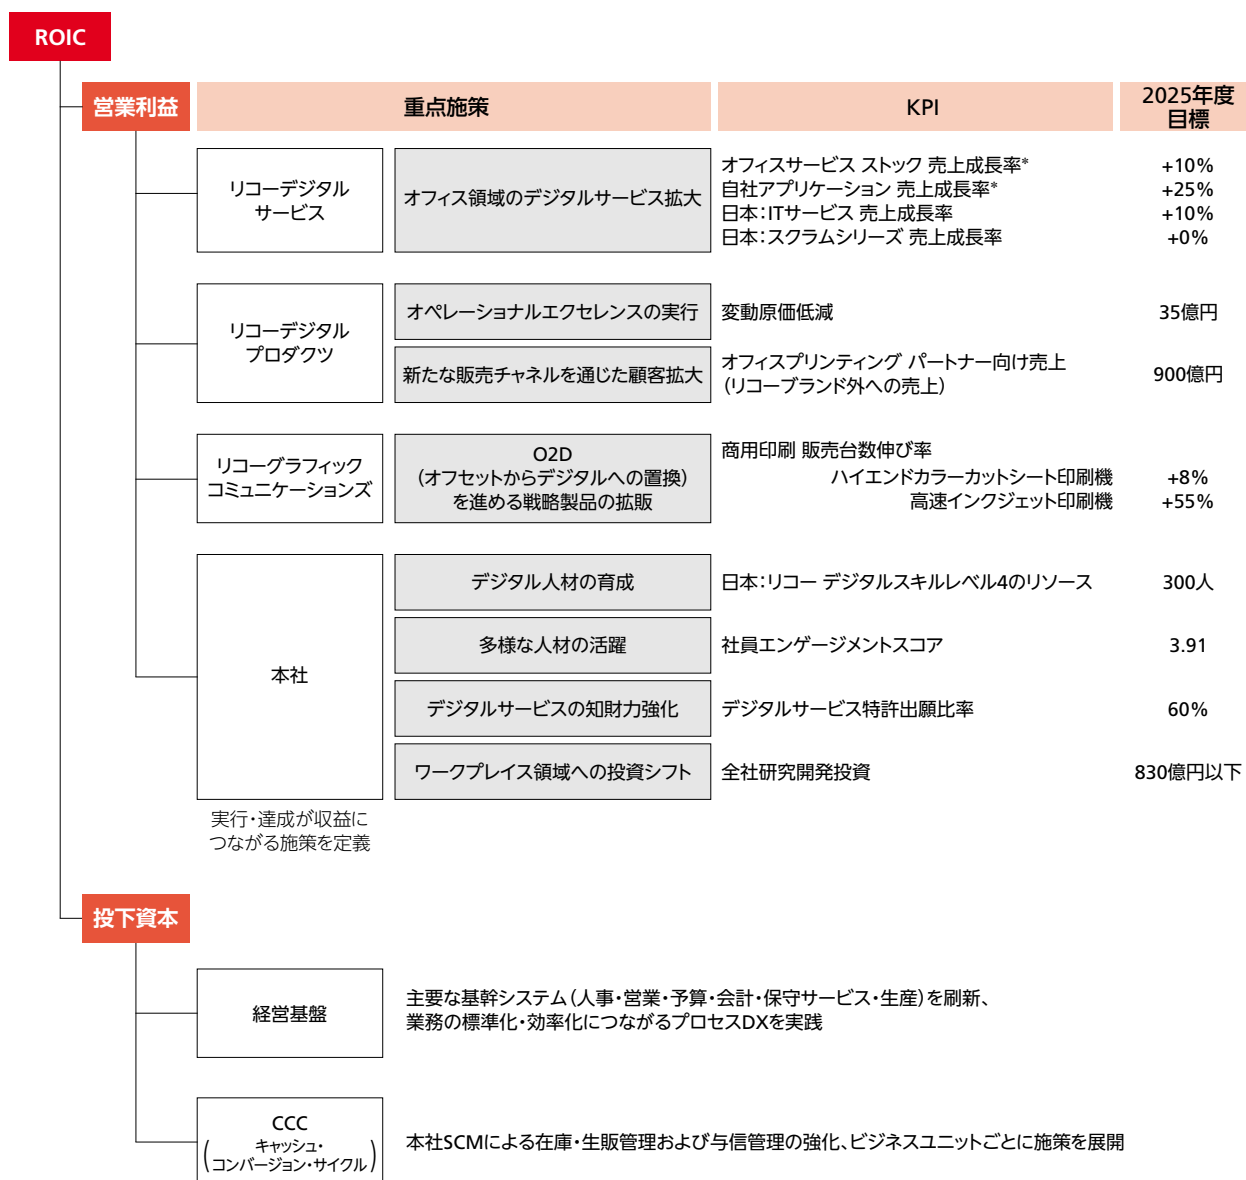 ROIC
営業利益
重点施策
KPI
2025年度
目標
リコーデジタル
サービス
オフィス領域のデジタルサービス拡大
オフィスサービス ストック 売上成長率* +10%
自社アプリケーション 売上成長率* +25%
日本：ITサービス 売上成長率 +10%
日本：スクラムシリーズ 売上成長率 +0%
リコーデジタル
プロダクツ
オペレーショナルエクセレンスの実行
変動原価低減 35億円
新たな販売チャネルを通じた顧客拡大
オフィスプリンティング パートナー向け売上
（リコーブランド外への売上）
900億円
リコーグラフィック
コミュニケーションズ
O2D
（オフセットからデジタルへの置換）
を進める戦略製品の拡販
商用印刷 販売台数伸び率
ハイエンドカラーカットシート印刷機 +8%
高速インクジェット印刷機 +55%
本社
デジタル人材の育成
日本：リコー デジタルスキルレベル4のリソース 300人
多様な人材の活躍
社員エンゲージメントスコア 3.91
デジタルサービスの知財力強化
デジタルサービス特許出願比率 60%
ワークプレイス領域への投資シフト
全社研究開発投資 830億円以下
実行・達成が収益に
つながる施策を定義
投下資本
経営基盤
主要な基幹システム（人事・営業・予算・会計・保守サービス・生産）を刷新、
業務の標準化・効率化につながるプロセスDXを実践
CCC
（キャッシュ・
コンバージョン・サイクル）
本社SCMによる在庫・生販管理および与信管理の強化、ビジネスユニットごとに施策を展開